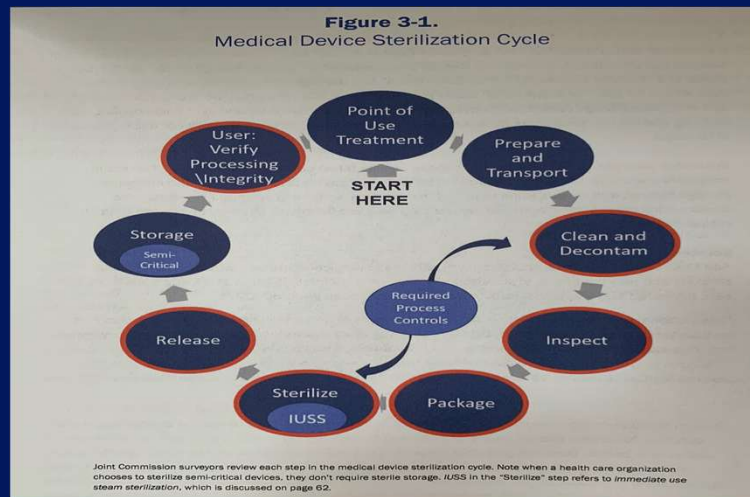 Figure 3-1.
Medical Device Sterilization Cycle
Point of
Use
Treatment
START
HERE
Prepare
and
Transport
Clean and
Decontam
Inspect
Package
Sterilize
IUSS
Release
Storage
Semi-
Critical
User:
Verify
Processing
\Integrity
Required
Process
Controls
Joint Commission surveyors review each step in the medical device sterilization cycle. Note when a health care organization
chooses to sterilize semi-critical devices, they don't require sterile storage. IUSS in the "Sterilize" step refers to immediate use
steam sterilization, which is discussed on page 62.